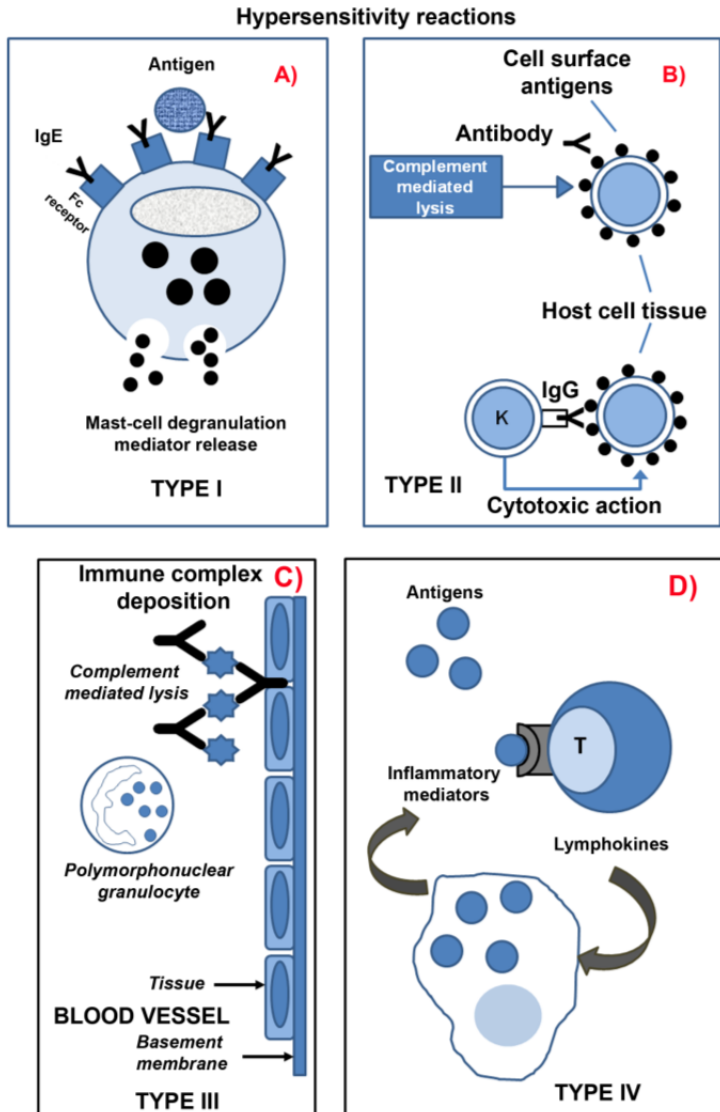 Hypersensitivity reactions
Antigen
A)
IgE
Fc
receptor
Mast-cell degranulation
mediator release
TYPE I
Cell surface
antigens
B)
Antibody
Complement
mediated
lysis
Host cell tissue
IgG
K
TYPE II
Cytotoxic action
Immune complex
deposition
C)
Complement
mediated lysis
Polymorphonuclear
granulocyte
Tissue
BLOOD VESSEL
Basement
membrane
TYPE III
D)
Antigens
T
Inflammatory
mediators
Lymphokines
TYPE IV